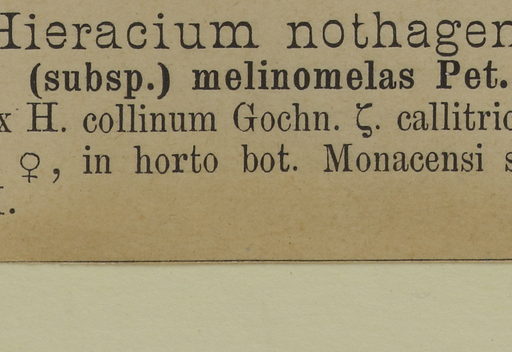 Hieracium nothagen
(subsp.) melinomelas Pet.
x H. collinum Gochn. ζ. callitric
♀, in horto bot. Monacensi s